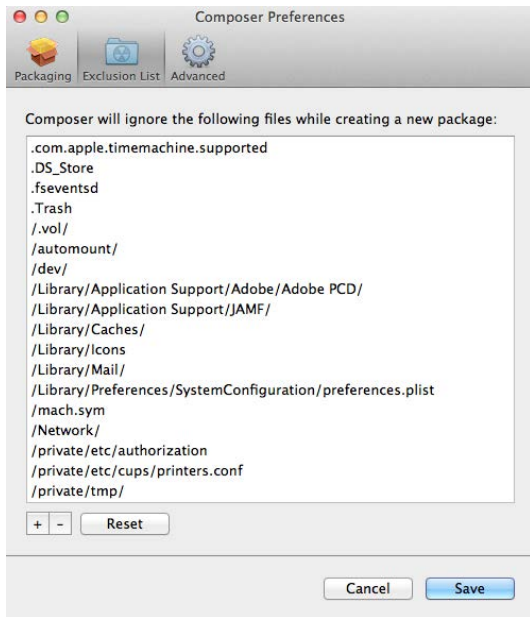 Composer Preferences
Packaging Exclusion List Advanced
Composer will ignore the following files while creating a new package:
.com.apple.timemachine.supported
.DS_Store
.fseventsd
.Trash
/.vol/
/automount/
/dev/
/Library/Application Support/Adobe/Adobe PCD/
/Library/Application Support/JAMF/
/Library/Caches/
/Library/Icons
/Library/Mail/
/Library/Preferences/SystemConfiguration/preferences.plist
/mach.sym
/Network/
/private/etc/authorization
/private/etc/cups/printers.conf
/private/tmp/
+ - Reset
Cancel Save